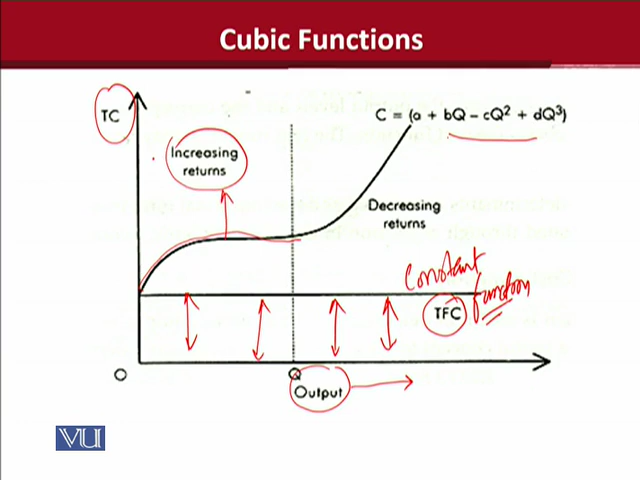 Cubic Functions
TC
C = (a + bQ – cQ² + dQ³)
Increasing
returns
Decreasing
returns
Constant
function
TFC
O
Q
Output
VU